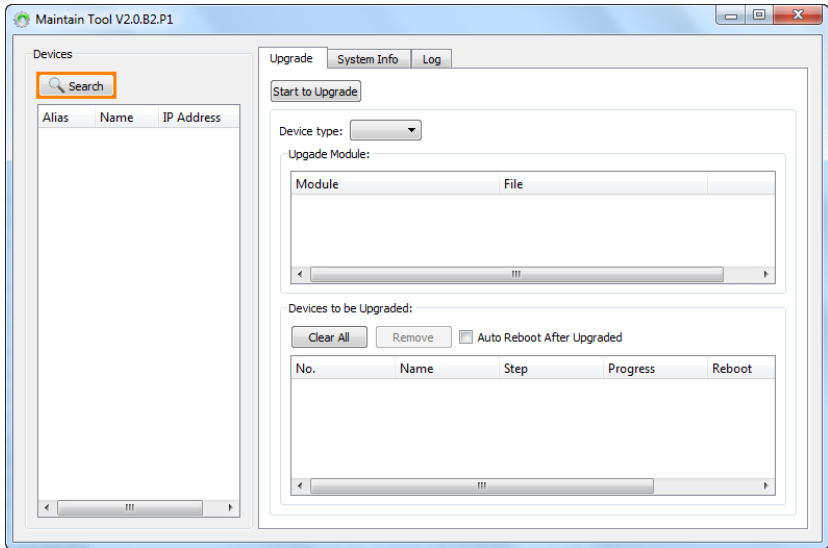 Maintain Tool V2.0.B2.P1
Devices
Search
Alias Name IP Address
Upgrade System Info Log
Start to Upgrade
Device type:
Upgade Module:
Module File
Devices to be Upgraded:
Clear All Remove Auto Reboot After Upgraded
No. Name Step Progress Reboot